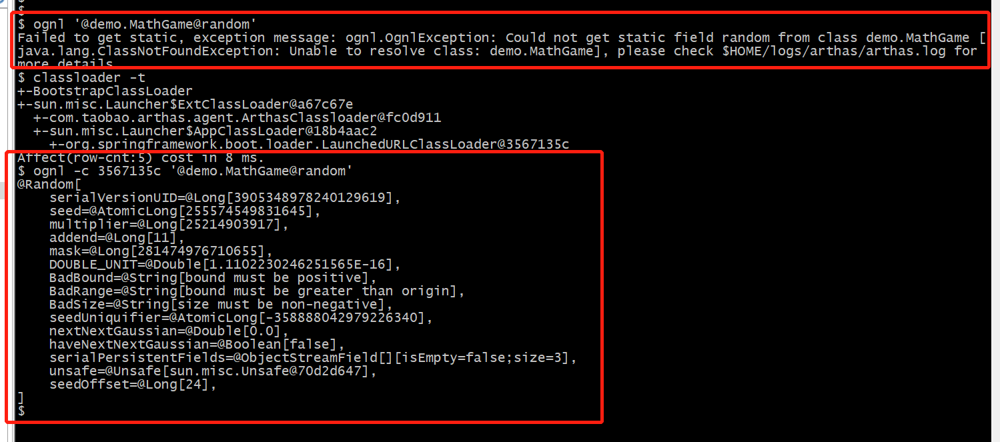 $
$
$ ognl '@demo.MathGame@random'
Failed to get static, exception message: ognl.OgnlException: Could not get static field random from class demo.MathGame [
java.lang.ClassNotFoundException: Unable to resolve class: demo.MathGame], please check $HOME/logs/arthas/arthas.log for
more details
$ classloader -t
+-BootstrapClassLoader
+-sun.misc.Launcher$ExtClassLoader@a67c67e
  +-com.taobao.arthas.agent.ArthasClassloader@fc0d911
  +-sun.misc.Launcher$AppClassLoader@18b4aac2
    +-org.springframework.boot.loader.LaunchedURLClassLoader@3567135c
Affect(row-cnt:5) cost in 8 ms.
$ ognl -c 3567135c '@demo.MathGame@random'
@Random[
    serialVersionUID=@Long[3905348978240129619],
    seed=@AtomicLong[255574549831645],
    multiplier=@Long[25214903917],
    addend=@Long[11],
    mask=@Long[281474976710655],
    DOUBLE_UNIT=@Double[1.1102230246251565E-16],
    BadBound=@String[bound must be positive],
    BadRange=@String[bound must be greater than origin],
    BadSize=@String[size must be non-negative],
    seedUniquifier=@AtomicLong[-358888042979226340],
    nextNextGaussian=@Double[0.0],
    haveNextNextGaussian=@Boolean[false],
    serialPersistentFields=@ObjectStreamField[][isEmpty=false;size=3],
    unsafe=@Unsafe[sun.misc.Unsafe@70d2d647],
    seedOffset=@Long[24],
]
$